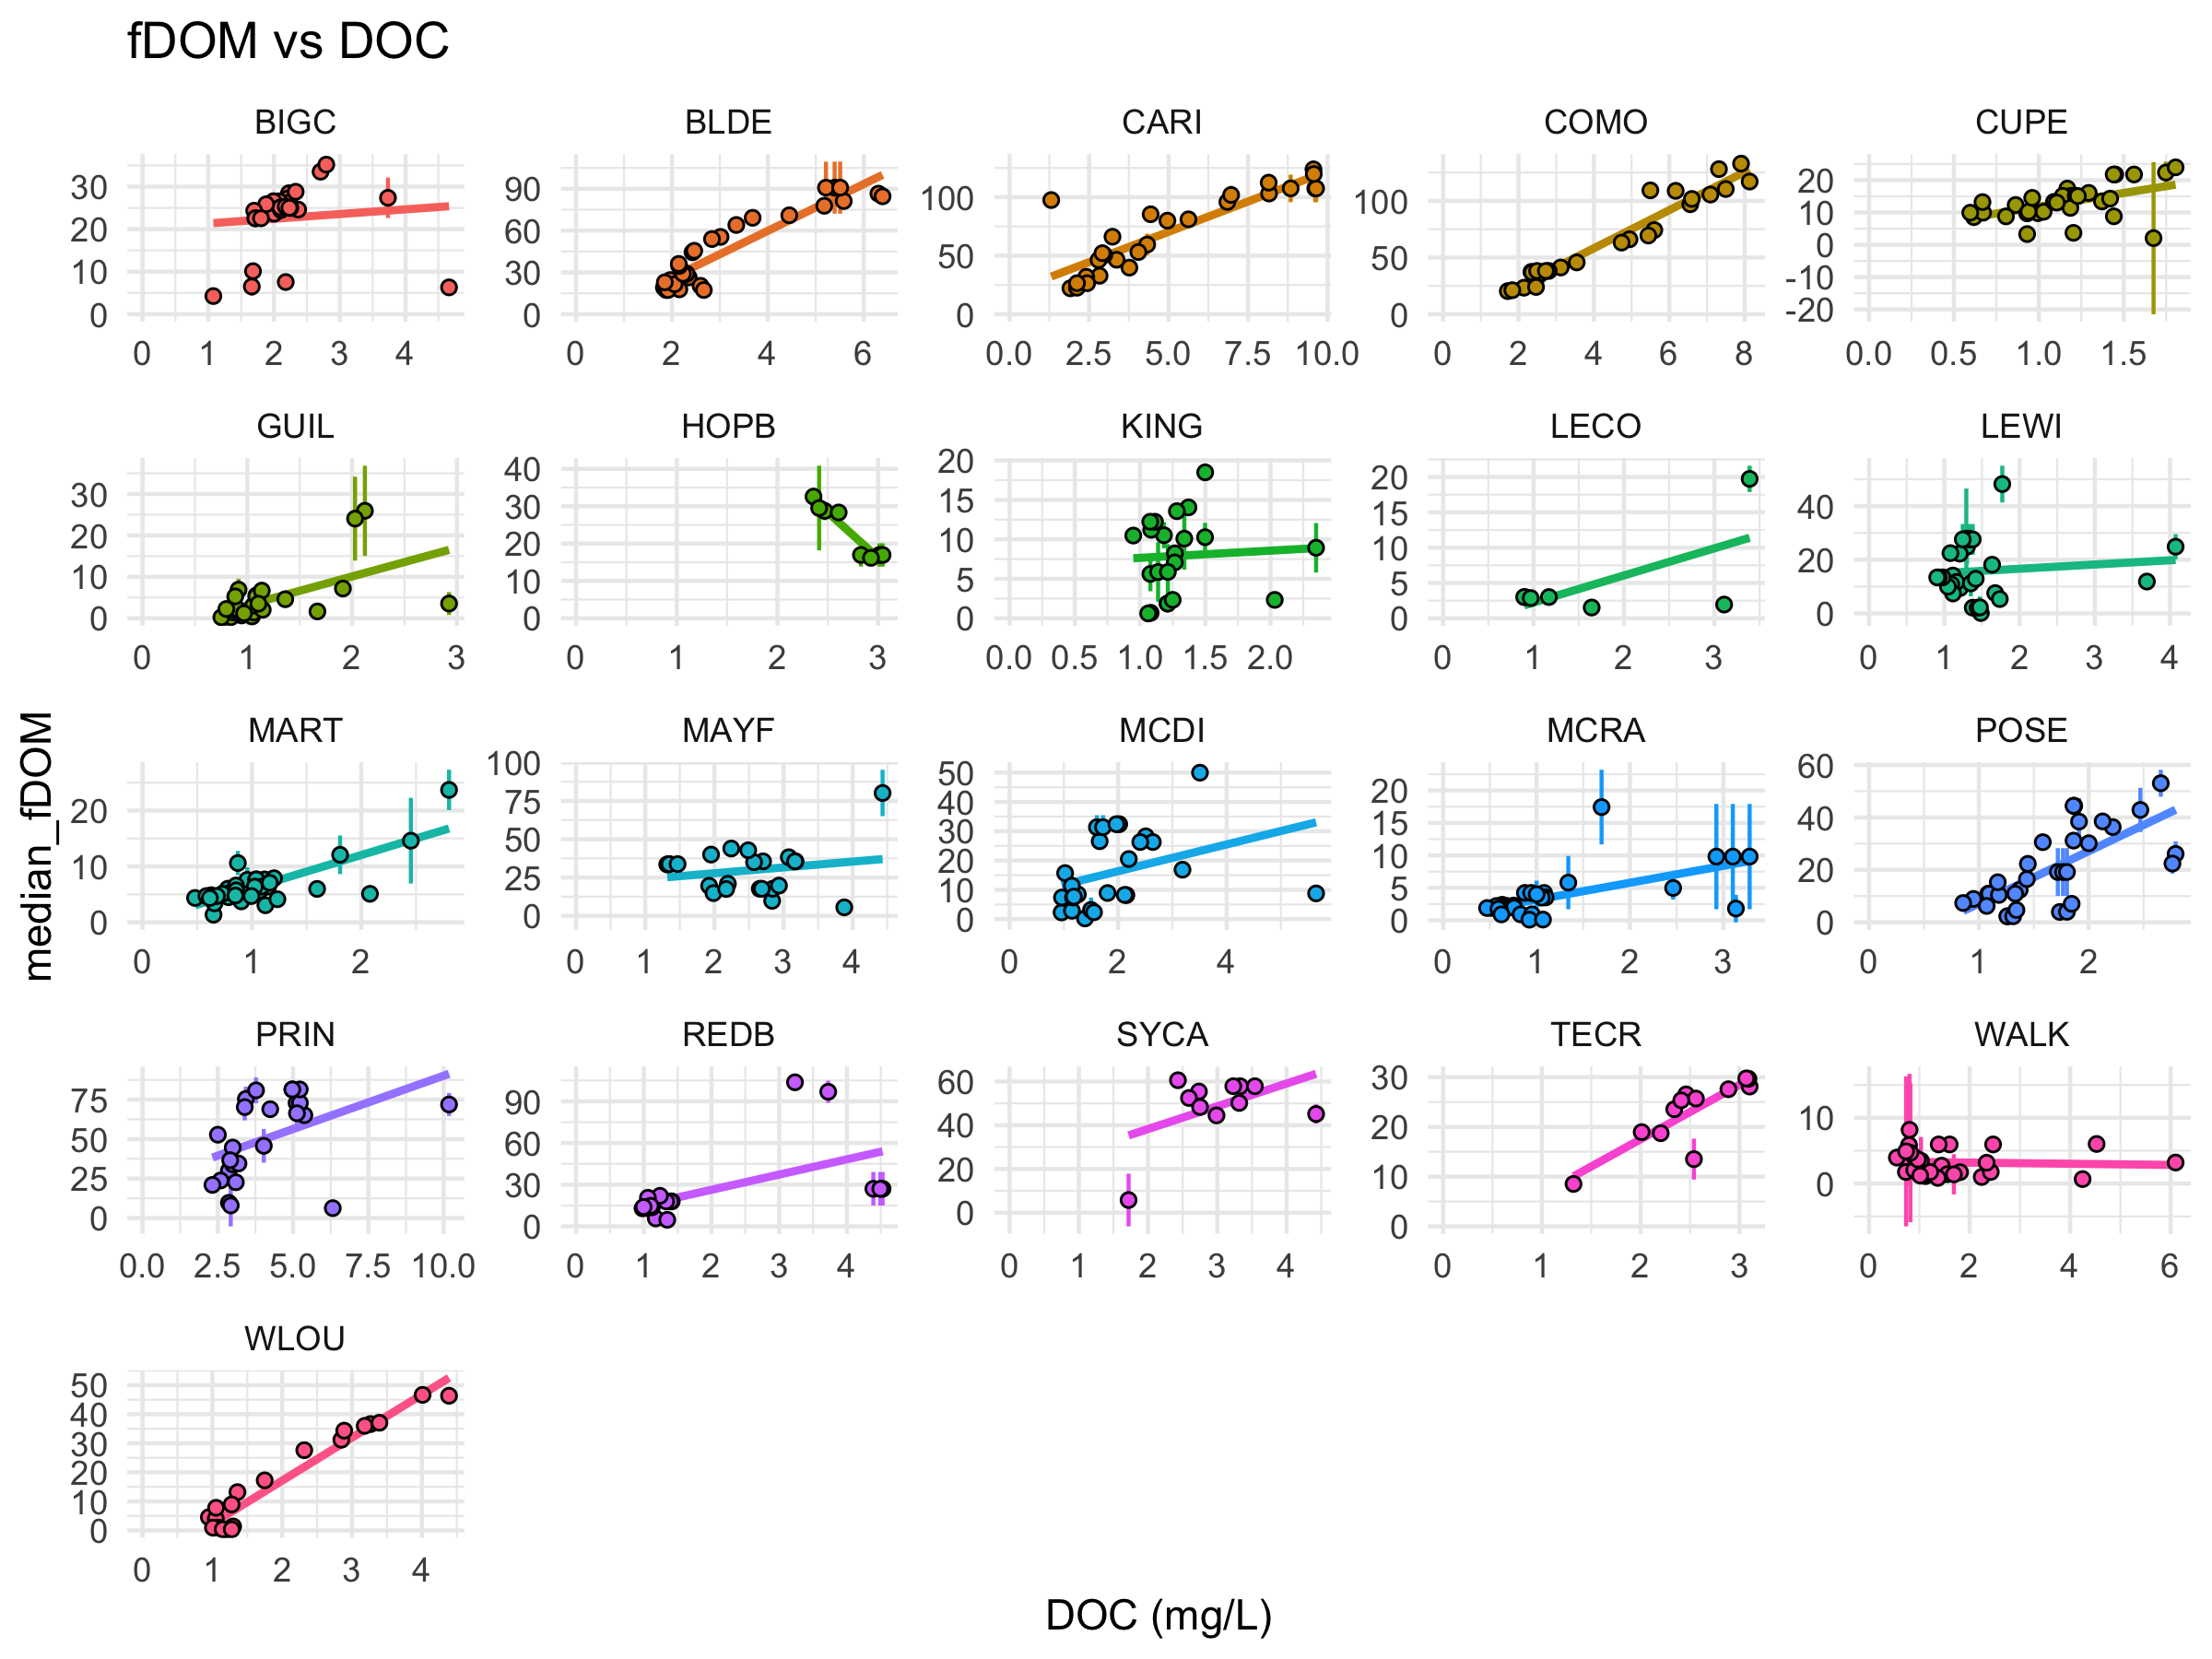 fDOM vs DOC
BIGC BLDE CARI COMO CUPE
30 20 10 0
90 60 30 0
100 50 0
100 50 0
20 10 0 -10 -20
0 1 2 3 4
0 2 4 6
0.0 2.5 5.0 7.5 10.0
0 2 4 6 8
0.0 0.5 1.0 1.5
GUIL HOPB KING LECO LEWI
30 20 10 0
40 30 20 10 0
20 15 10 5 0
20 15 10 5 0
40 20 0
0 1 2 3
0 1 2 3
0.0 0.5 1.0 1.5 2.0
0 1 2 3
0 1 2 3 4
median_fDOM
MART MAYF MCDI MCRA POSE
20 10 0
100 75 50 25 0
50 40 30 20 10 0
20 15 10 5 0
60 40 20 0
0 1 2
0 1 2 3 4
0 2 4
0 1 2 3
0 1 2
PRIN REDB SYCA TECR WALK
75 50 25 0
90 60 30 0
60 40 20 0
30 20 10 0
10 0
0.0 2.5 5.0 7.5 10.0
0 1 2 3 4
0 1 2 3 4
0 1 2 3
0 2 4 6
WLOU
50 40 30 20 10 0
0 1 2 3 4
DOC (mg/L)